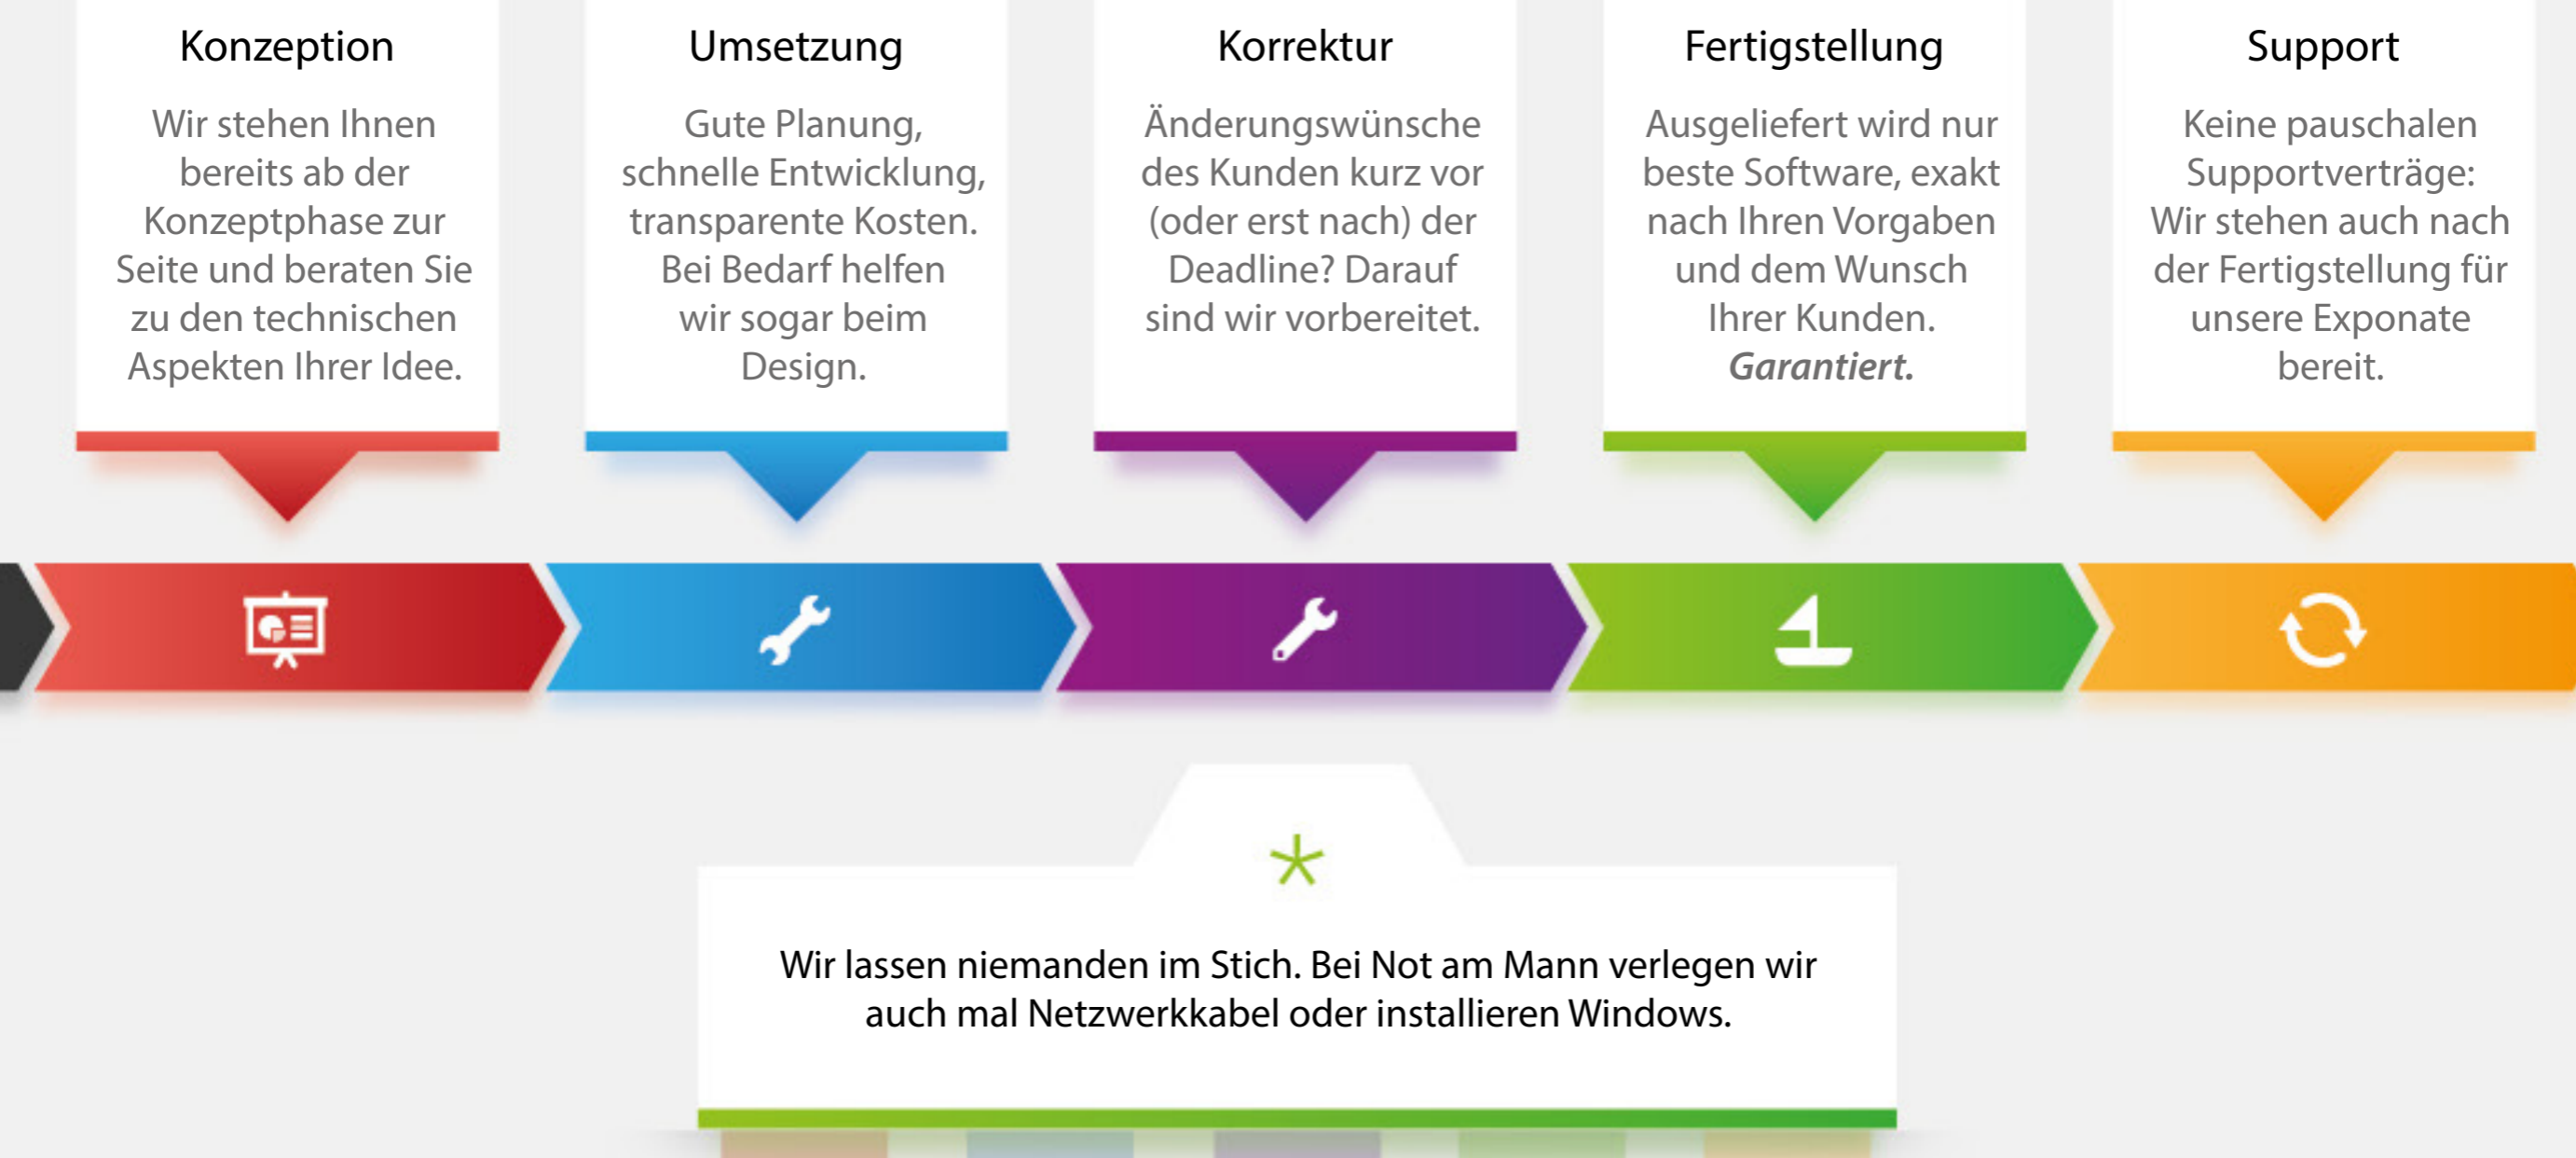 Konzeption
Wir stehen Ihnen
bereits ab der
Konzeptphase zur
Seite und beraten Sie
zu den technischen
Aspekten Ihrer Idee.
Umsetzung
Gute Planung,
schnelle Entwicklung,
transparente Kosten.
Bei Bedarf helfen
wir sogar beim
Design.
Korrektur
Änderungswünsche
des Kunden kurz vor
(oder erst nach) der
Deadline? Darauf
sind wir vorbereitet.
Fertigstellung
Ausgeliefert wird nur
beste Software, exakt
nach Ihren Vorgaben
und dem Wunsch
Ihrer Kunden.
Garantiert.
Support
Keine pauschalen
Supportverträge:
Wir stehen auch nach
der Fertigstellung für
unsere Exponate
bereit.
*
Wir lassen niemanden im Stich. Bei Not am Mann verlegen wir
auch mal Netzwerkkabel oder installieren Windows.